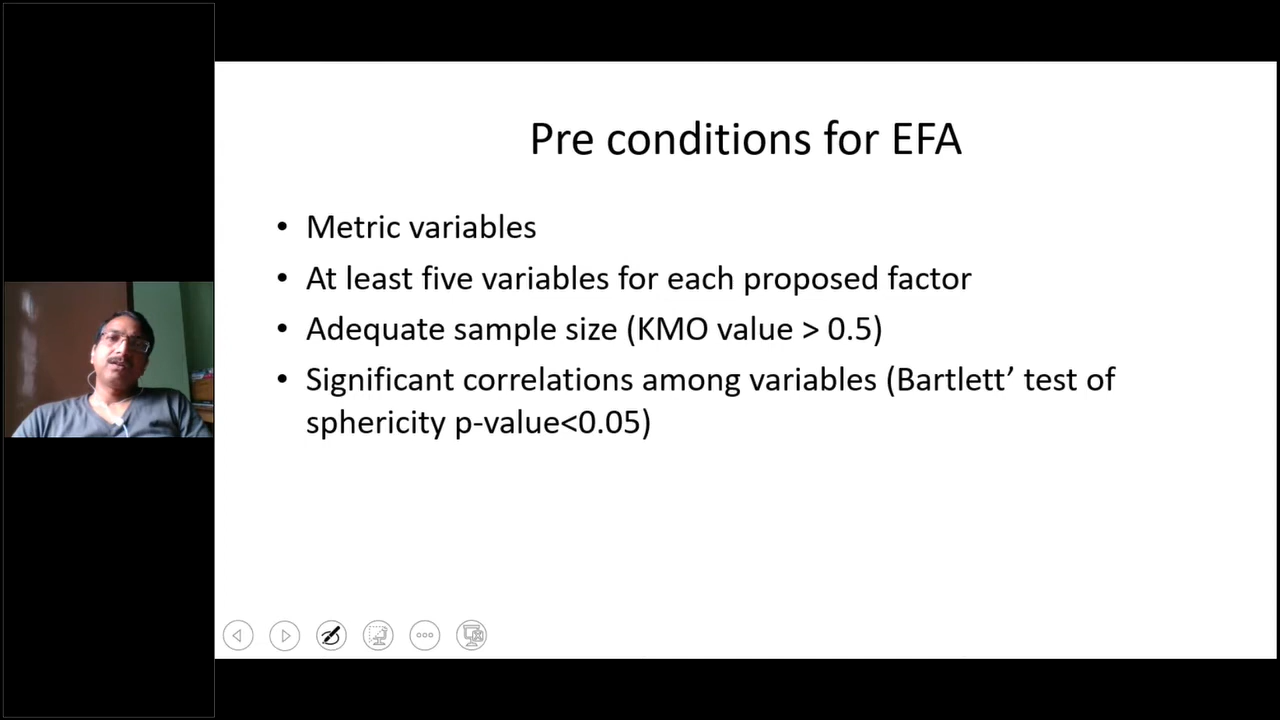 Pre conditions for EFA
• Metric variables
• At least five variables for each proposed factor
• Adequate sample size (KMO value > 0.5)
• Significant correlations among variables (Bartlett’ test of
sphericity p-value<0.05)